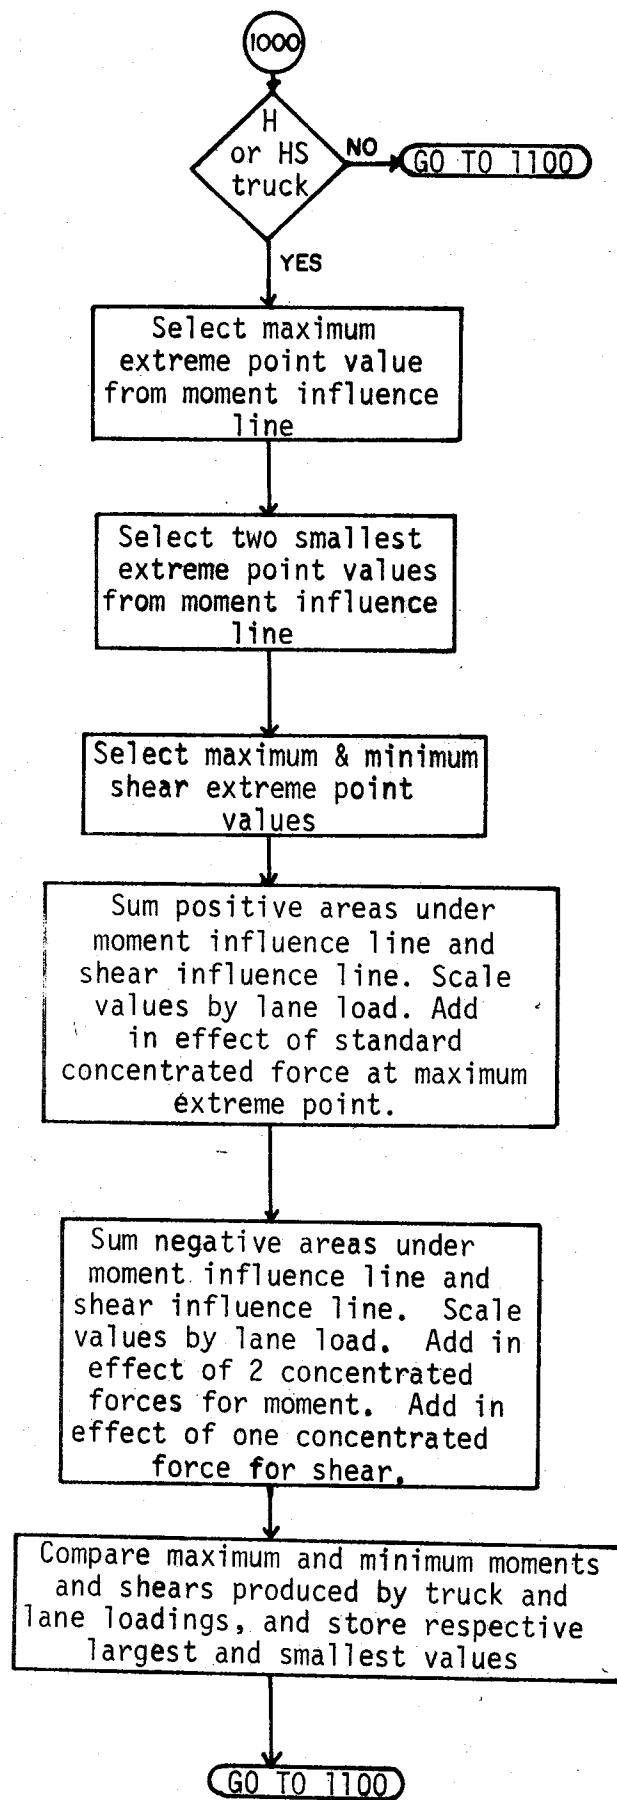 1000
H
or HS
truck
NO
GO TO 1100
YES
Select maximum
extreme point value
from moment influence
line
Select two smallest
extreme point values
from moment influence
line
Select maximum & minimum
shear extreme point
values
Sum positive areas under
moment influence line and
shear influence line. Scale
values by lane load. Add
in effect of standard
concentrated force at maximum
extreme point.
Sum negative areas under
moment influence line and
shear influence line. Scale
values by lane load. Add in
effect of 2 concentrated
forces for moment. Add in
effect of one concentrated
force for shear.
Compare maximum and minimum moments
and shears produced by truck and
lane loadings, and store respective
largest and smallest values
GO TO 1100